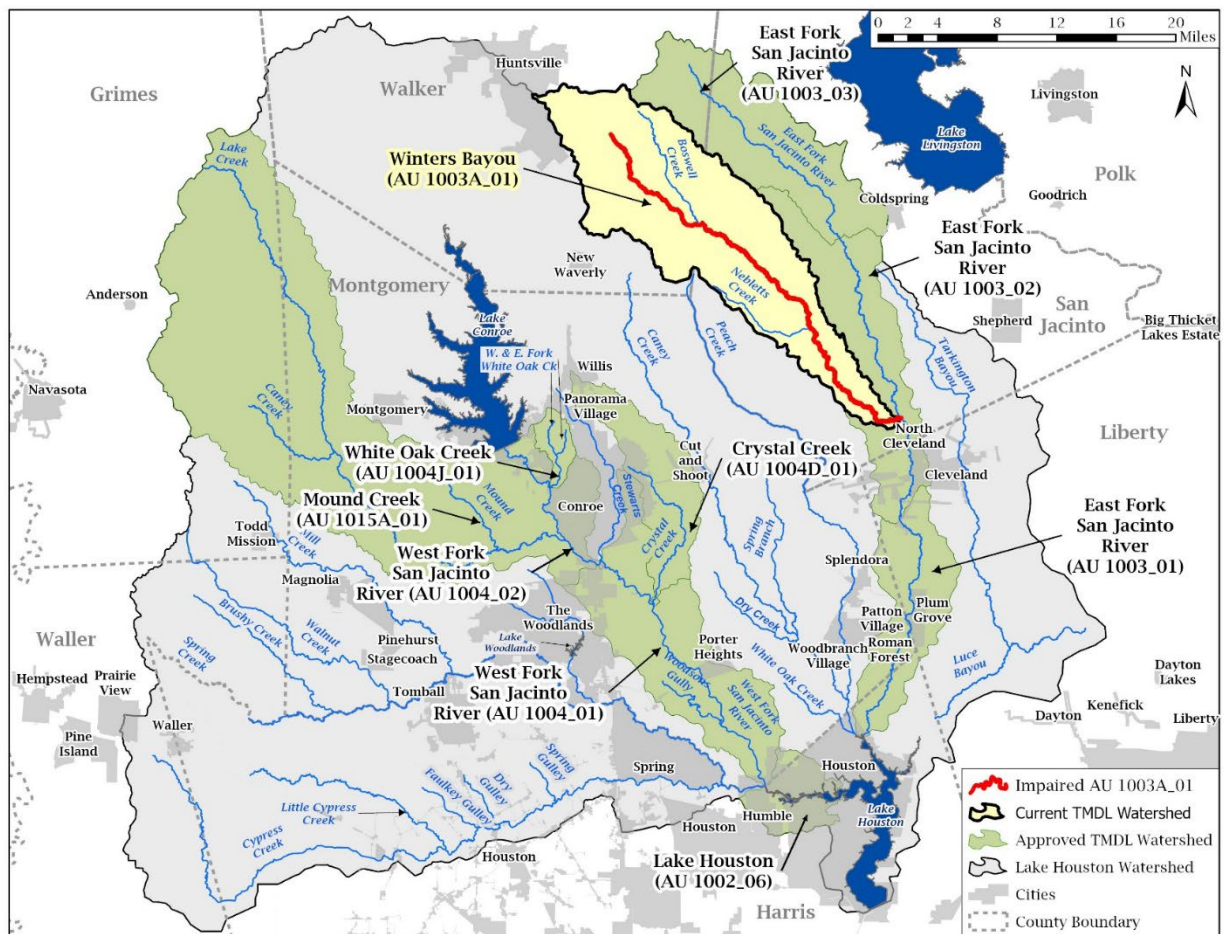 0 2 4 8 12 16 20
Miles
N
Huntsville
Grimes
Walker
East Fork
San Jacinto
River
(AU 1003_03)
Livingston
Lake
Livingston
Polk
Goodrich
Coldspring
East Fork
San Jacinto River
Boswell
Creek
Winters Bayou
(AU 1003A_01)
Lake
Creek
East Fork
San Jacinto
River
(AU 1003_02)
San
Jacinto
Shepherd
Big Thicket
Lakes Estate
New
Waverly
Nebletts
Creek
Montgomery
Anderson
Lake
Conroe
Caney
Creek
Peach
Creek
Tarkington
Bayou
W. & E. Fork
White Oak Ck
Willis
Navasota
Caney
Creek
Montgomery
Panorama
Village
North
Cleveland
Cleveland
Liberty
White Oak Creek
(AU 1004J_01)
Cut
and
Shoot
Crystal Creek
(AU 1004D_01)
Mound Creek
(AU 1015A_01)
Mound
Creek
Conroe
Stewarts
Creek
Crystal
Creek
Spring
Branch
East Fork
San Jacinto
River
(AU 1003_01)
Todd
Mission
Mill
Creek
Magnolia
West Fork
San Jacinto
River (AU 1004_02)
Splendora
Dry Creek
Patton
Village
Plum
Grove
Roman
Forest
Waller
Brushy Creek
Walnut
Creek
Pinehurst
Stagecoach
The
Woodlands
Lake
Woodlands
Porter
Heights
Woodbranch
Village
White Oak Creek
Luce
Bayou
Spring
Creek
Hempstead
Prairie
View
Tomball
West Fork
San Jacinto
River (AU 1004_01)
Woodsons
Gully
West Fork
San Jacinto
River
Dayton
Lakes
Kenefick
Dayton
Liberty
Pine
Island
Waller
Spring
Gulley
Dry
Gulley
Faulkey Gulley
Spring
Houston
Little Cypress
Creek
Cypress
Creek
Houston
Houston
Humble
Lake
Houston
Lake Houston
(AU 1002_06)
Harris
Impaired AU 1003A_01
Current TMDL Watershed
Approved TMDL Watershed
Lake Houston Watershed
Cities
County Boundary